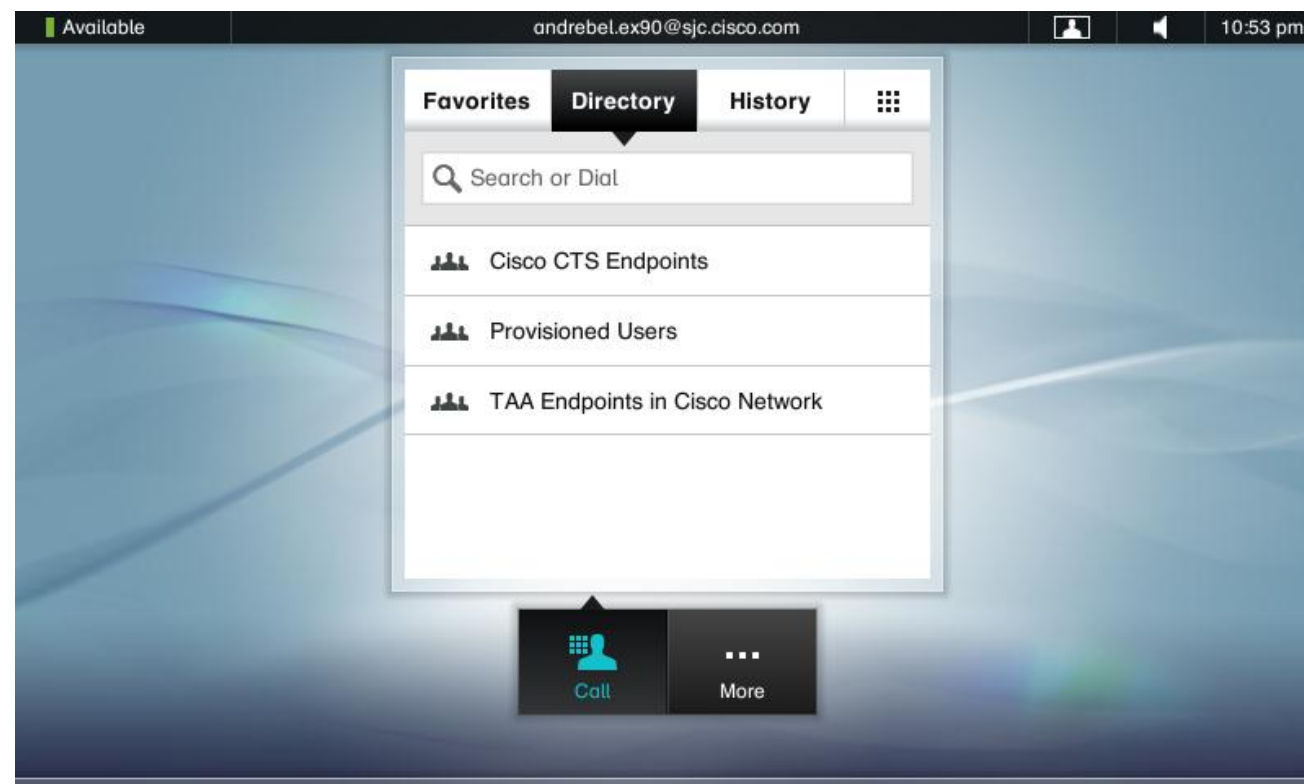 Available
andrebel.ex90@sjc.cisco.com
10:53 pm
Favorites
Directory
History
Search or Dial
Cisco CTS Endpoints
Provisioned Users
TAA Endpoints in Cisco Network
Call
More